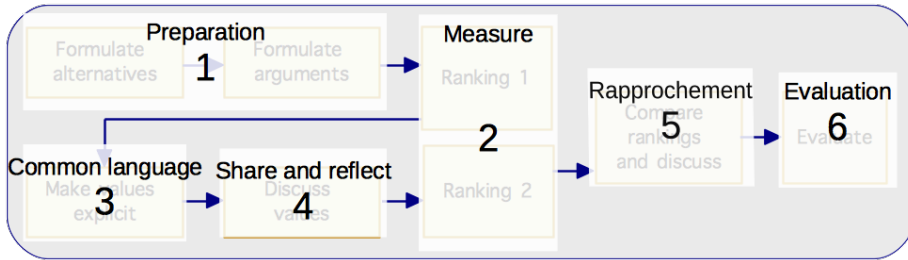 Preparation
1
Formulate
alternatives
Formulate
arguments
Measure
Ranking 1
2
Ranking 2
Common language
3
Make values
explicit
Share and reflect
4
Discuss
values
Rapprochement
5
Compare
rankings
and discuss
Evaluation
6
Evaluate